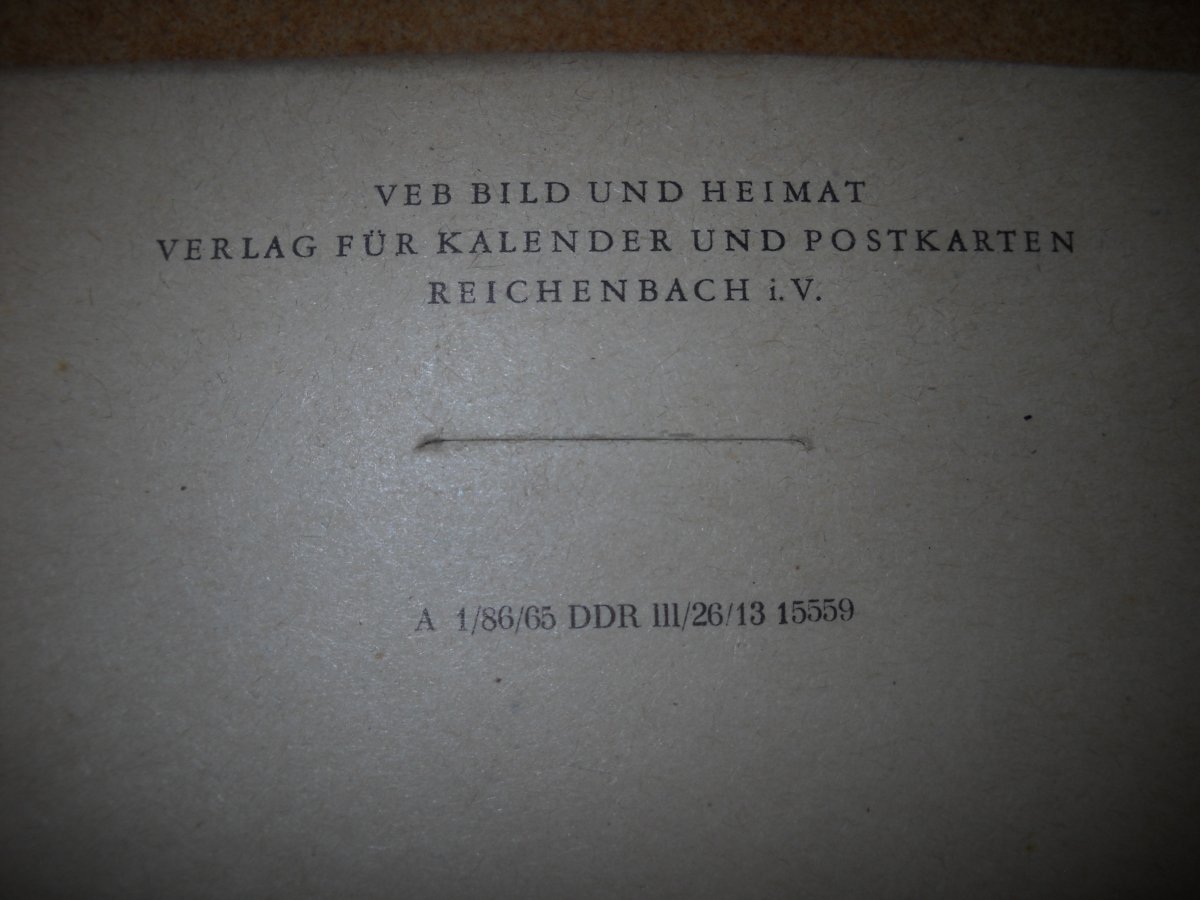 VEB BILD UND HEIMAT
VERLAG FÜR KALENDER UND POSTKARTEN
REICHENBACH i.V.
A 1/86/65 DDR III/26/13 15559